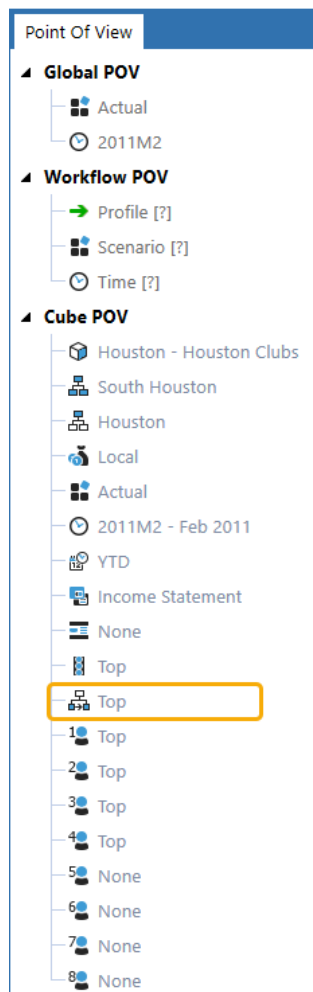 Point Of View
Global POV
Actual
2011M2
Workflow POV
Profile [?]
Scenario [?]
Time [?]
Cube POV
Houston - Houston Clubs
South Houston
Houston
Local
Actual
2011M2 - Feb 2011
YTD
Income Statement
None
Top
Top
1 Top
2 Top
3 Top
4 Top
5 None
6 None
7 None
8 None